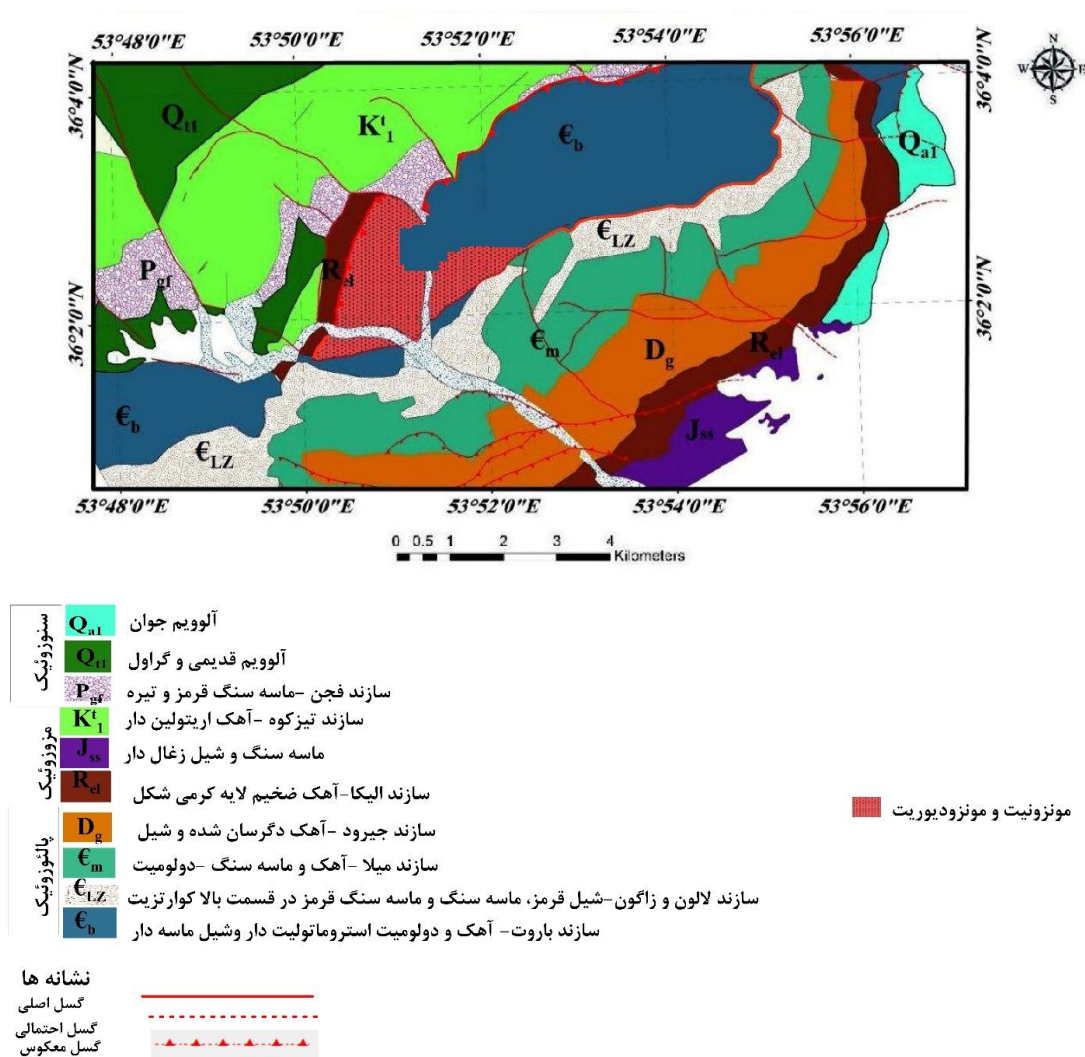 53°48'0"E 53°50'0"E 53°52'0"E 53°54'0"E 53°56'0"E
N
W E
S
36°4'0"N
36°4'0"N
Qt1
Kt1
€b
Qa1
€LZ
Pgf
Rel
36°2'0"N
36°2'0"N
€m
Dg
Rel
€b
€LZ
Jss
53°48'0"E 53°50'0"E 53°52'0"E 53°54'0"E 53°56'0"E
0 0.5 1 2 3 4
Kilometers
سنوزوئیک
Qa1 آلوویم جوان
Qt1 آلوویم قدیمی و گراول
Pgf سازند فجن -ماسه سنگ قرمز و تیره
مزوزوئیک
Kt1 سازند تیزکوه -آهک اریتولین دار
Jss ماسه سنگ و شیل زغال دار
Rel سازند الیکا-آهک ضخیم لایه کرمی شکل
مونزونیت و مونزودیوریت
پالئوزوئیک
Dg سازند جیرود -آهک دگرسان شده و شیل
€m سازند میلا -آهک و ماسه سنگ -دولومیت
€LZ سازند لالون و زاگون-شیل قرمز، ماسه سنگ و ماسه سنگ قرمز در قسمت بالا کوارتزیت
€b سازند باروت- آهک و دولومیت استروماتولیت دار وشیل ماسه دار
نشانه ها
گسل اصلی
گسل احتمالی
گسل معکوس